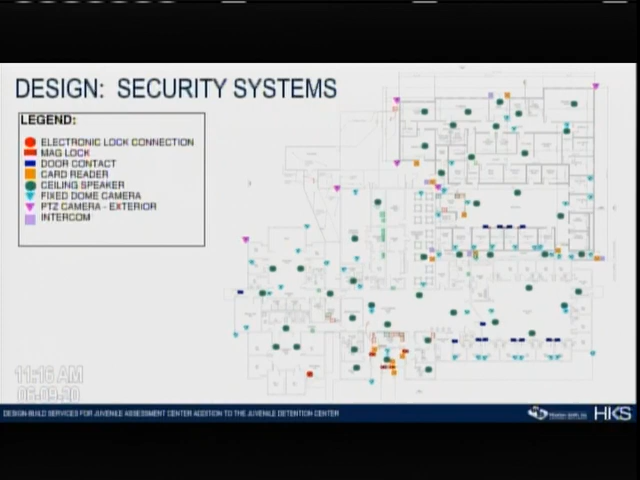 DESIGN: SECURITY SYSTEMS
LEGEND:
ELECTRONIC LOCK CONNECTION
MAG LOCK
DOOR CONTACT
CARD READER
CEILING SPEAKER
FIXED DOME CAMERA
PTZ CAMERA - EXTERIOR
INTERCOM
11:16 AM
06-09-20
DESIGN-BUILD SERVICES FOR JUVENILE ASSESSMENT CENTER ADDITION TO THE JUVENILE DETENTION CENTER
HKS